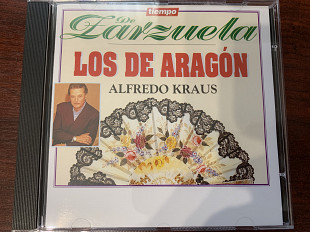 tiempo
De
Zarzuela
LOS DE ARAGÓN
ALFREDO KRAUS